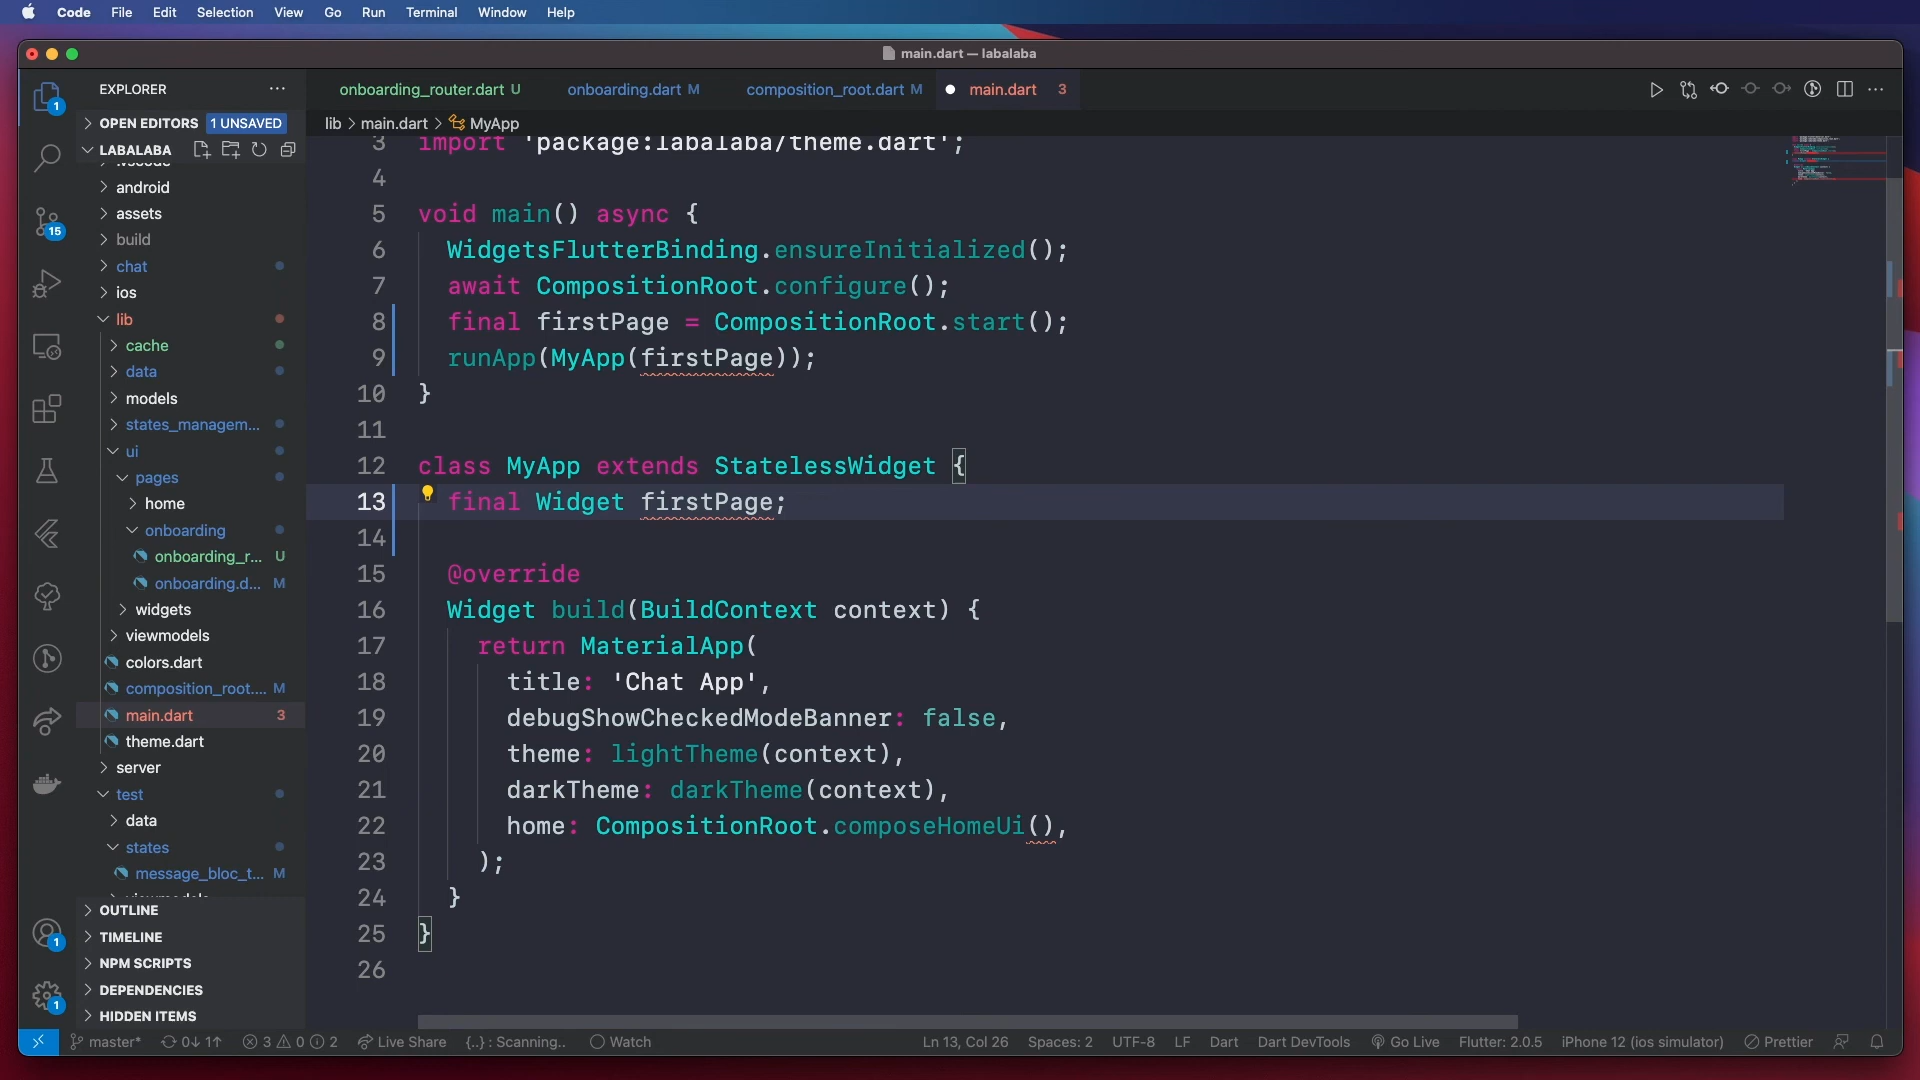 Code File Edit Selection View Go Run Terminal Window Help
main.dart — labalaba
EXPLORER
onboarding_router.dart U
onboarding.dart M
composition_root.dart M
main.dart 3
OPEN EDITORS 1 UNSAVED
lib > main.dart > MyApp
LABALABA
.vscode
android
assets
build
chat
ios
lib
cache
data
models
states_managem...
ui
pages
home
onboarding
onboarding_r... U
onboarding.d... M
widgets
viewmodels
colors.dart
composition_root.... M
main.dart 3
theme.dart
server
test
data
states
message_bloc_t... M
viewmodels
OUTLINE
TIMELINE
NPM SCRIPTS
DEPENDENCIES
HIDDEN ITEMS
1
15
1
1
3 import 'package:labalaba/theme.dart';
4
5 void main() async {
6 WidgetsFlutterBinding.ensureInitialized();
7 await CompositionRoot.configure();
8 final firstPage = CompositionRoot.start();
9 runApp(MyApp(firstPage));
10 }
11
12 class MyApp extends StatelessWidget {
13 final Widget firstPage;
14
15 @override
16 Widget build(BuildContext context) {
17 return MaterialApp(
18 title: 'Chat App',
19 debugShowCheckedModeBanner: false,
20 theme: lightTheme(context),
21 darkTheme: darkTheme(context),
22 home: CompositionRoot.composeHomeUi(),
23 );
24 }
25 }
26
master* 0↓ 1↑ 3 0 2 Live Share {..} : Scanning.. Watch Ln 13, Col 26 Spaces: 2 UTF-8 LF Dart Dart DevTools Go Live Flutter: 2.0.5 iPhone 12 (ios simulator) Prettier